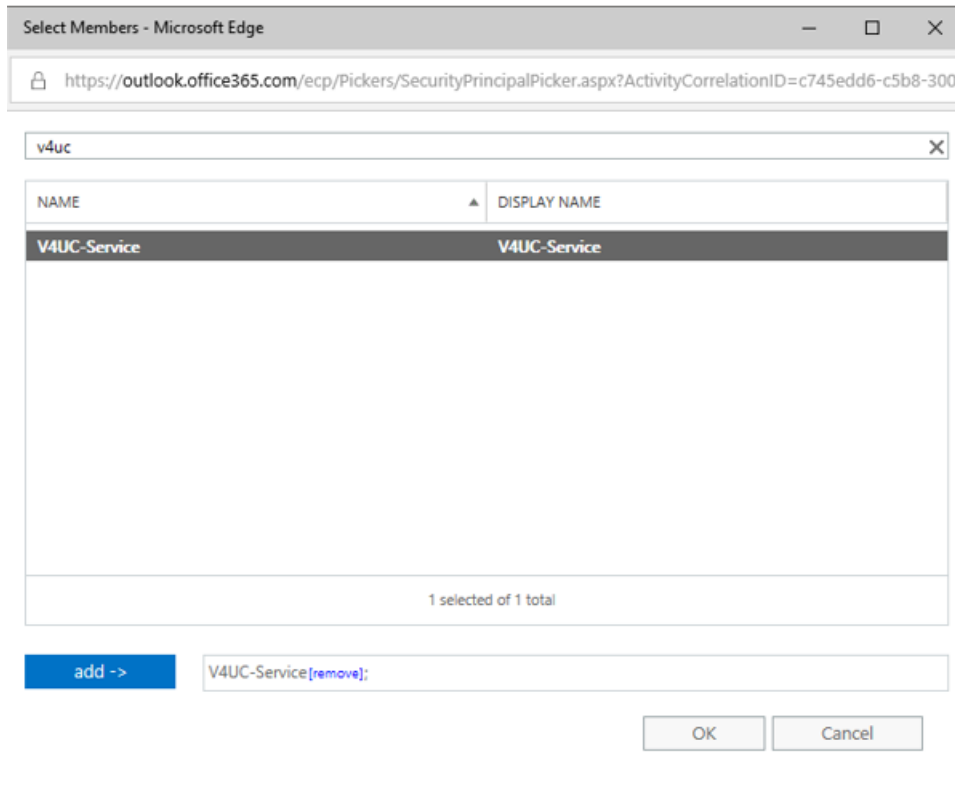 Select Members - Microsoft Edge
https://outlook.office365.com/ecp/Pickers/SecurityPrincipalPicker.aspx?ActivityCorrelationID=c745edd6-c5b8-300
v4uc
NAME DISPLAY NAME
V4UC-Service V4UC-Service
1 selected of 1 total
add -> V4UC-Service[remove];
OK Cancel